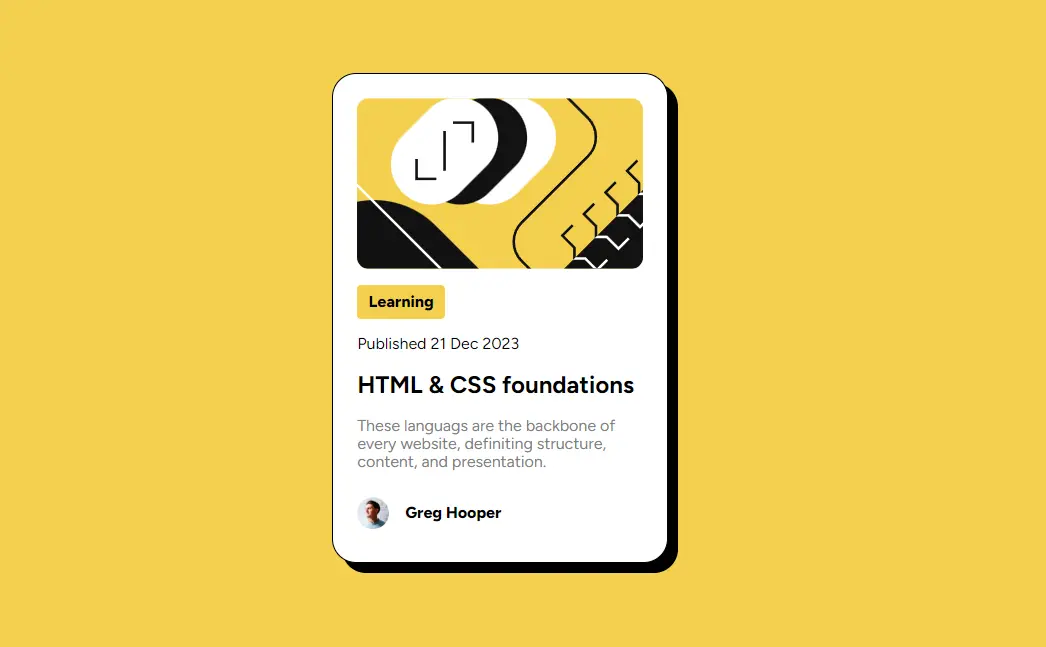 Learning
Published 21 Dec 2023
HTML & CSS foundations
These languags are the backbone of
every website, definiting structure,
content, and presentation.
Greg Hooper